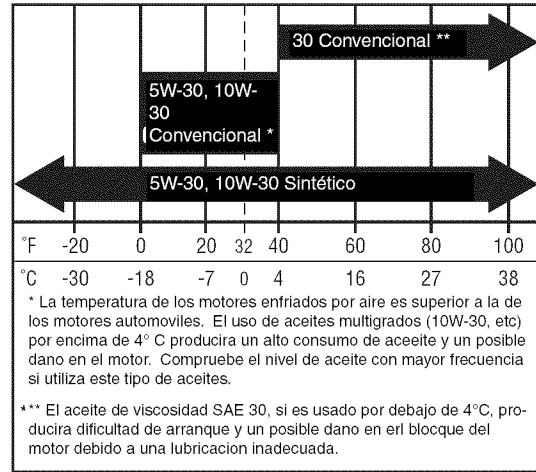 30 Convencional **
5W-30, 10W-
30
Convencional *
5W-30, 10W-30 Sintético
°F -20 0 20 32 40 60 80 100
°C -30 -18 -7 0 4 16 27 38
* La temperatura de los motores enfriados por aire es superior a la de
los motores automoviles. El uso de aceites multigrados (10W-30, etc)
por encima de 4° C producira un alto consumo de aceeite y un posible
dano en el motor. Compruebe el nivel de aceite con mayor frecuencia
si utiliza este tipo de aceites.
*** El aceite de viscosidad SAE 30, si es usado por debajo de 4°C, pro-
ducira dificultad de arranque y un posible dano en erl blocque del
motor debido a una lubricacion inadecuada.